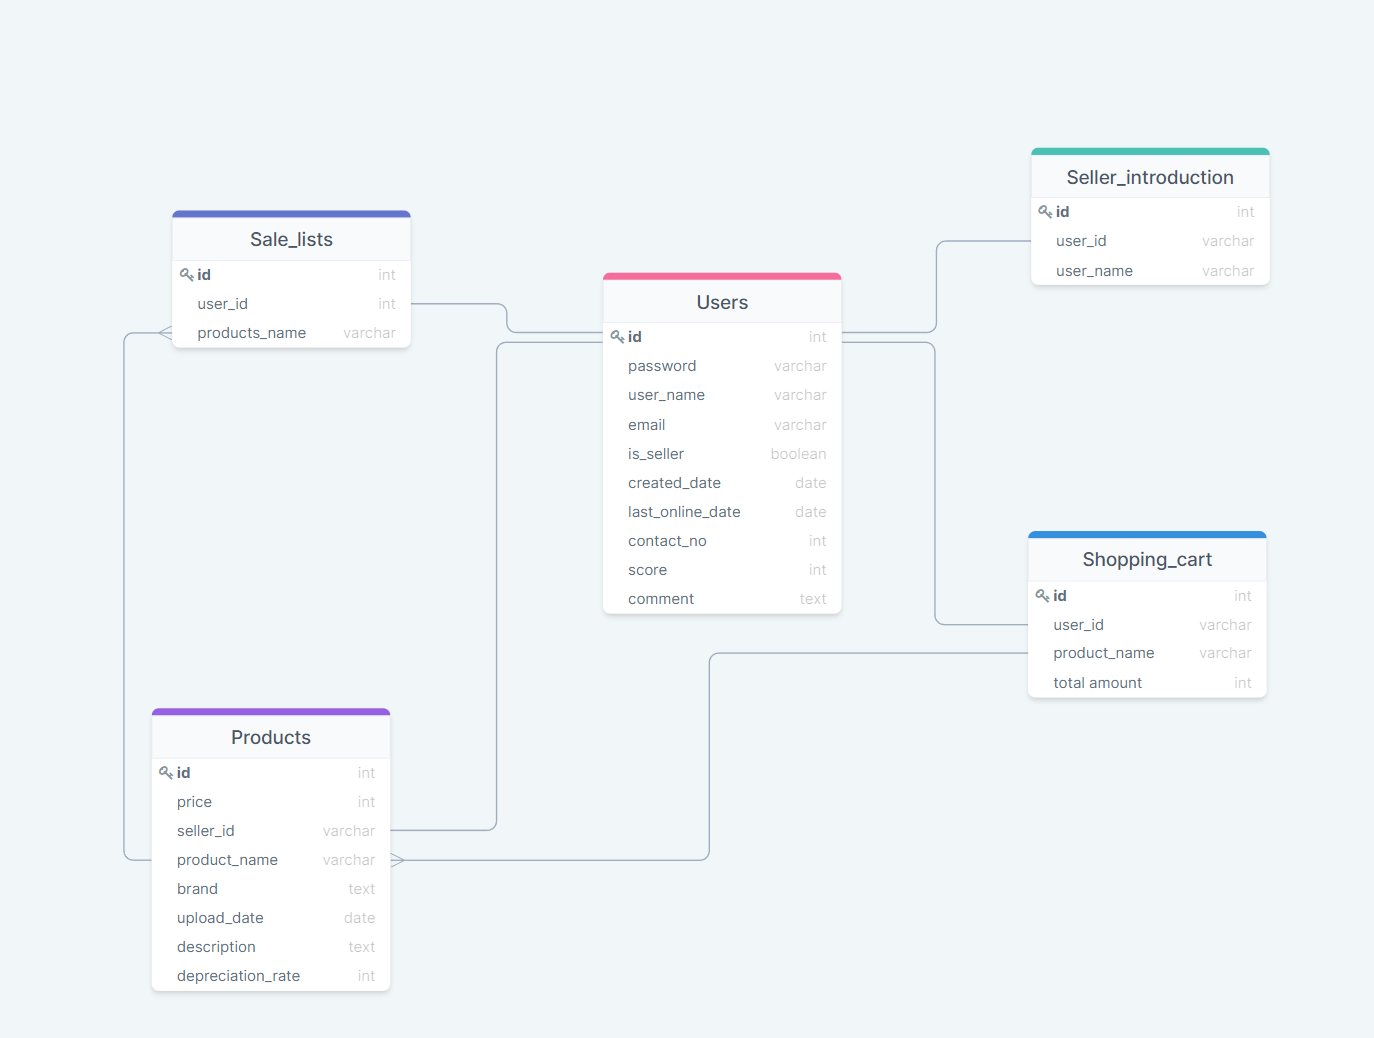 Seller_introduction
id int
user_id varchar
user_name varchar
Sale_lists
id int
user_id int
products_name varchar
Users
id int
password varchar
user_name varchar
email varchar
is_seller boolean
created_date date
last_online_date date
contact_no int
score int
comment text
Shopping_cart
id int
user_id varchar
product_name varchar
total amount int
Products
id int
price int
seller_id varchar
product_name varchar
brand text
upload_date date
description text
depreciation_rate int